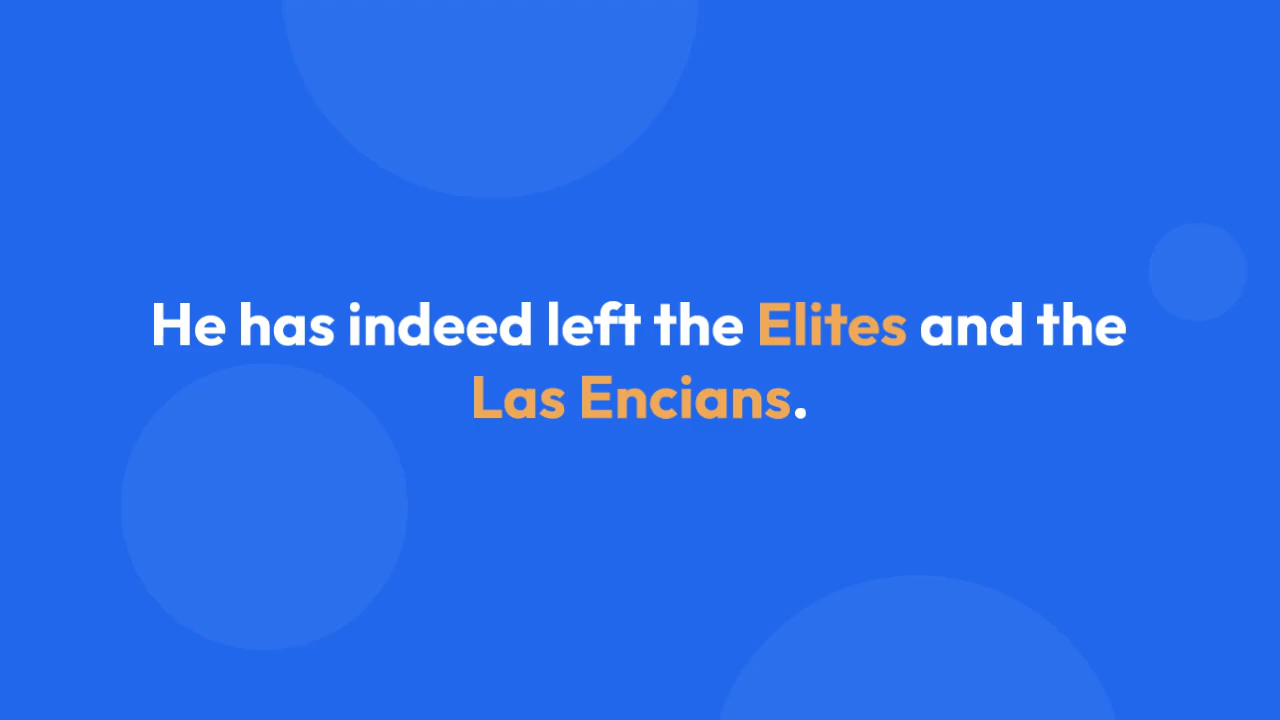 He has indeed left the Elites and the
Las Encians.